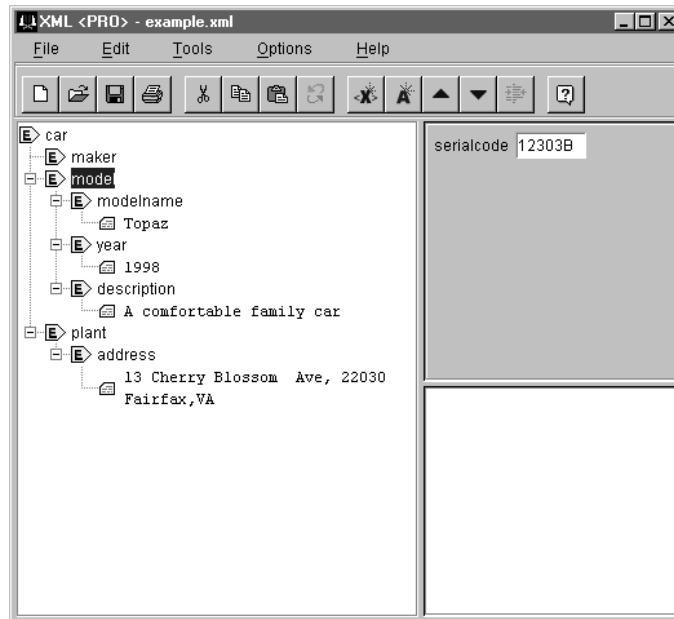 XML <PRO> - example.xml
File Edit Tools Options Help
car
maker
model
modelname
Topaz
year
1998
description
A comfortable family car
plant
address
13 Cherry Blossom Ave, 22030
Fairfax,VA
serialcode 12303B